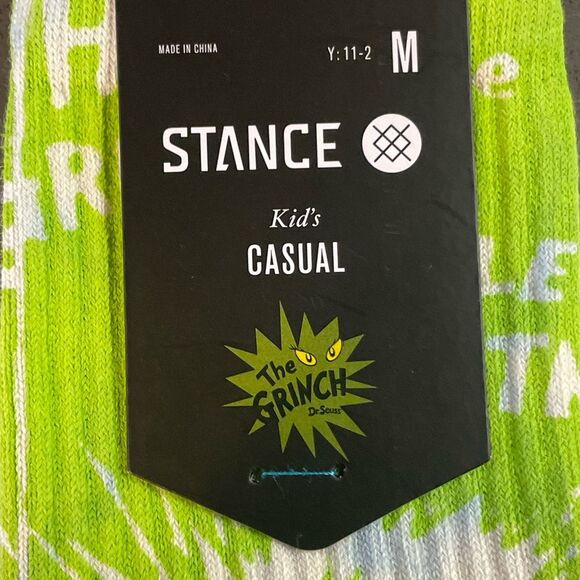 MADE IN CHINA
Y: 11-2 M
STANCE
Kid's
CASUAL
The
GRINCH
Dr. Seuss